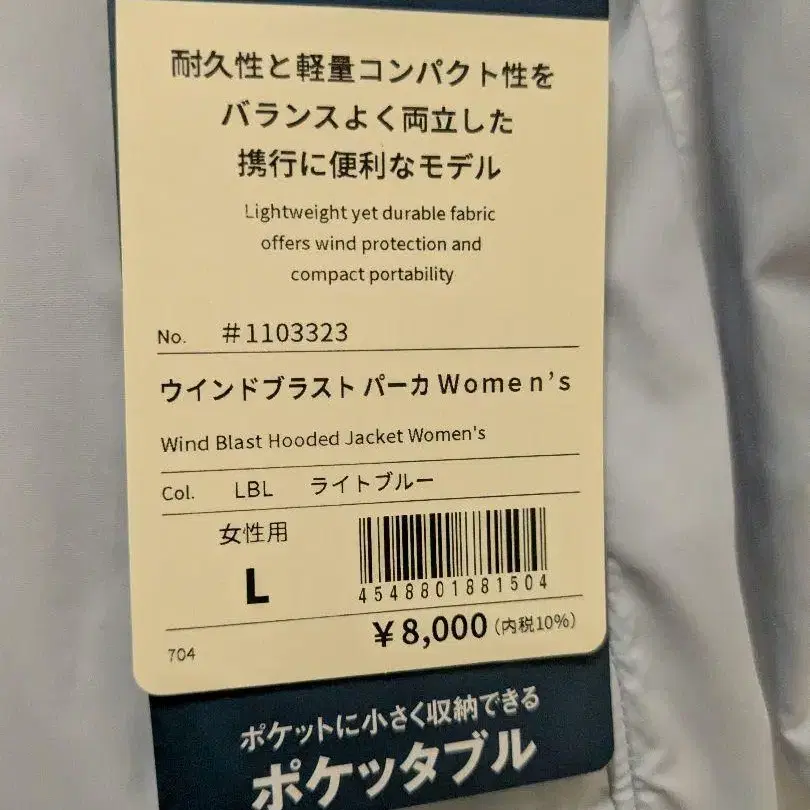 耐久性と軽量コンパクト性を
バランスよく両立した
携行に便利なモデル
Lightweight yet durable fabric
offers wind protection and
compact portability
No. #1103323
ウインドブラスト パーカ Women's
Wind Blast Hooded Jacket Women's
Col. LBL ライトブルー
女性用
L
4548801881504
¥8,000(内税10%)
704
ポケットに小さく収納できる
ポケッタブル